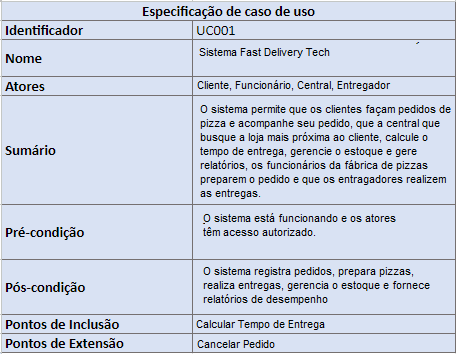 Especificação de caso de uso
Identificador
UC001
Nome
Sistema Fast Delivery Tech
Atores
Cliente, Funcionário, Central, Entregador
Sumário
O sistema permite que os clientes façam pedidos de
pizza e acompanhe seu pedido, que a central que
busque a loja mais próxima ao cliente, calcule o
tempo de entrega, gerencie o estoque e gere
relatórios, os funcionários da fábrica de pizzas
preparem o pedido e que os entragadores realizem
as entregas.
Pré-condição
O sistema está funcionando e os atores
têm acesso autorizado.
Pós-condição
O sistema registra pedidos, prepara pizzas,
realiza entregas, gerencia o estoque e fornece
relatórios de desempenho
Pontos de Inclusão
Calcular Tempo de Entrega
Pontos de Extensão
Cancelar Pedido